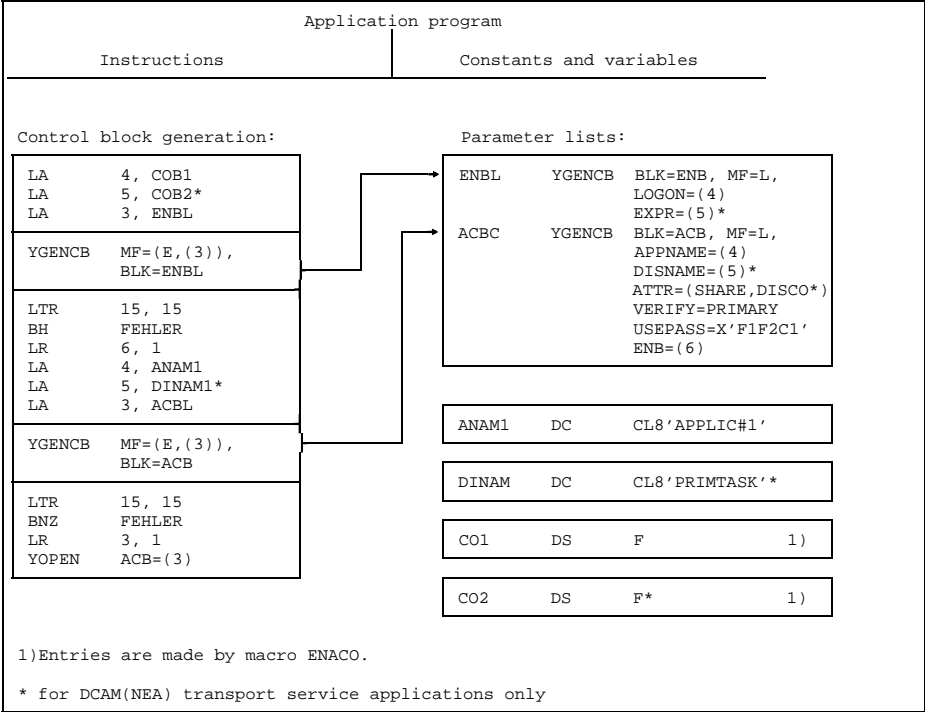 Application program
Instructions
Constants and variables
Control block generation:
LA 4, COB1
LA 5, COB2*
LA 3, ENBL
YGENCB MF=(E,(3)),
BLK=ENBL
LTR 15, 15
BH FEHLER
LR 6, 1
LA 4, ANAM1
LA 5, DINAM1*
LA 3, ACBL
YGENCB MF=(E,(3)),
BLK=ACB
LTR 15, 15
BNZ FEHLER
LR 3, 1
YOPEN ACB=(3)
Parameter lists:
ENBL YGENCB BLK=ENB, MF=L,
LOGON=(4)
EXPR=(5)*
ACBC YGENCB BLK=ACB, MF=L,
APPNAME=(4)
DISNAME=(5)*
ATTR=(SHARE,DISCO*)
VERIFY=PRIMARY
USEPASS=X'F1F2C1'
ENB=(6)
ANAM1 DC CL8'APPLIC#1'
DINAM DC CL8'PRIMTASK'*
CO1 DS F 1)
CO2 DS F* 1)
1)Entries are made by macro ENACO.
* for DCAM(NEA) transport service applications only